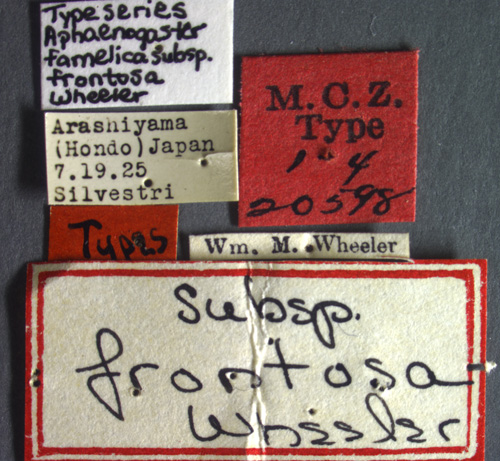 Type series
Aphaenogaster
famelica subsp.
frontosa
Wheeler
M.C.Z.
Type
1-4
20598
Arashiyama
(Hondo) Japan
7.19.25
Silvestri
Types
Wm. M. Wheeler
subsp.
frontosa
Wheeler